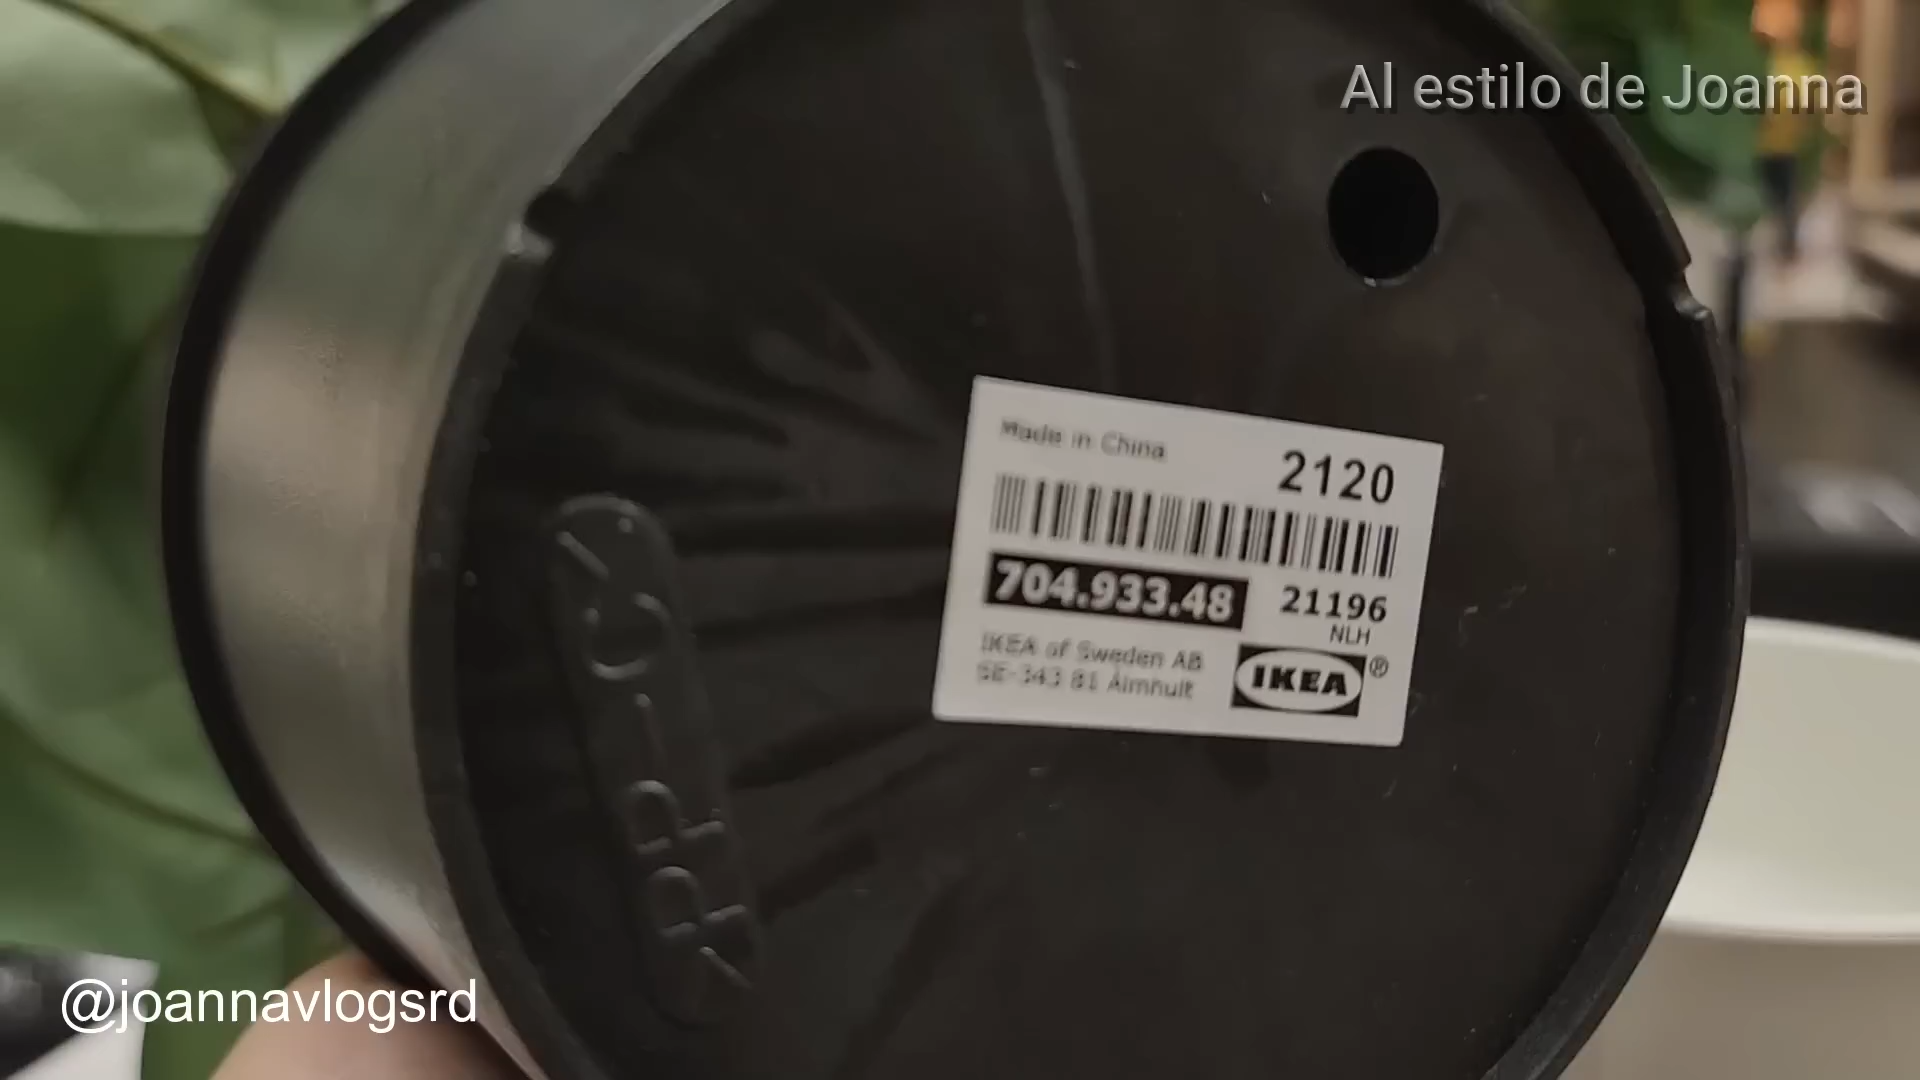 Al estilo de Joanna
Made in China
2120
704.933.48
21196
NLH
IKEA of Sweden AB
SE-343 81 Älmhult
IKEA®
@joannavlogsrd